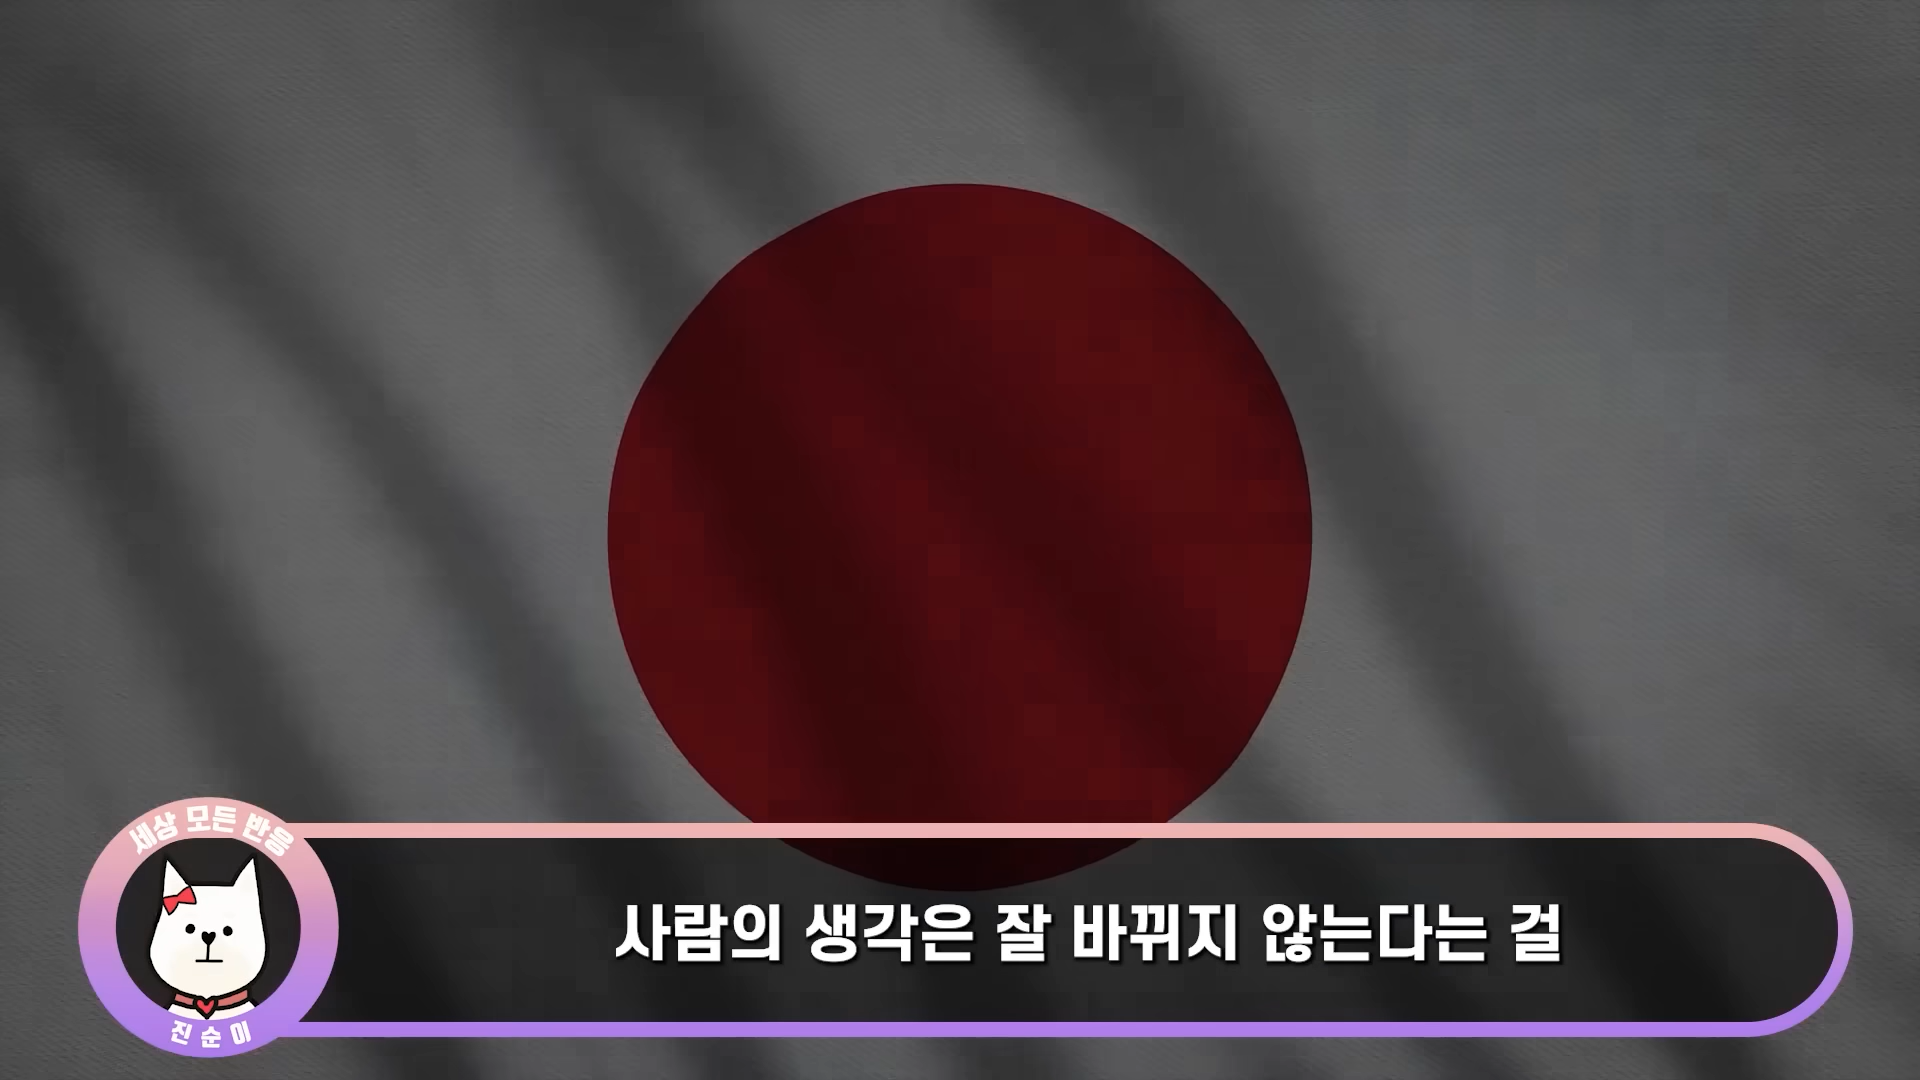 세상 모든 반응
사람의 생각은 잘 바뀌지 않는다는 걸
진순이